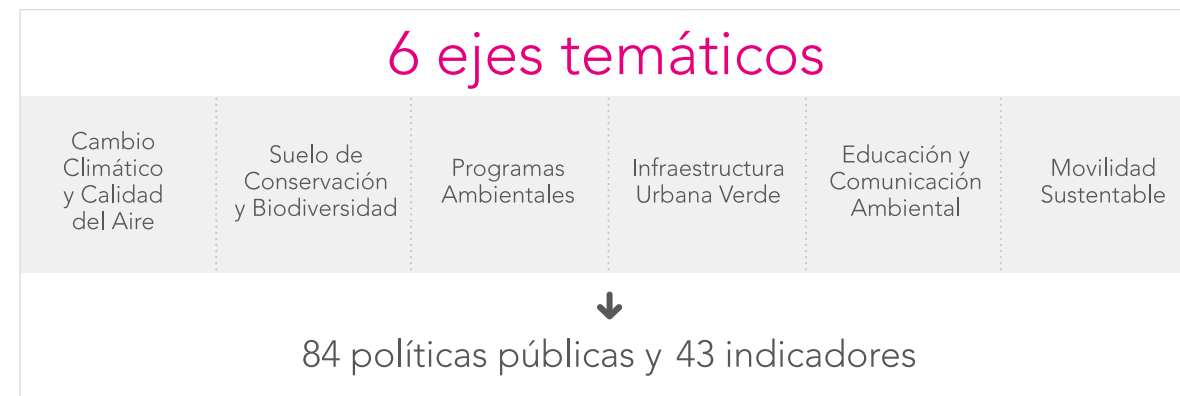 6 ejes temáticos
Cambio
Climático
y Calidad
del Aire
Suelo de
Conservación
y Biodiversidad
Programas
Ambientales
Infraestructura
Urbana Verde
Educación y
Comunicación
Ambiental
Movilidad
Sustentable
84 políticas públicas y 43 indicadores